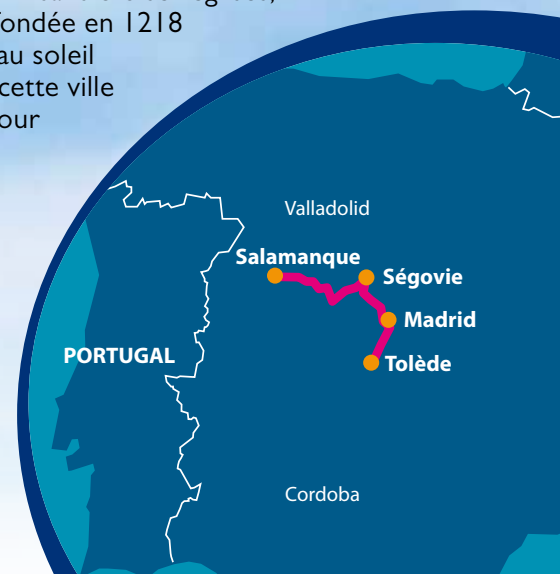 fondée en 1218
au soleil
cette ville
our
Valladolid
Salamanque
Ségovie
Madrid
PORTUGAL
Tolède
Cordoba